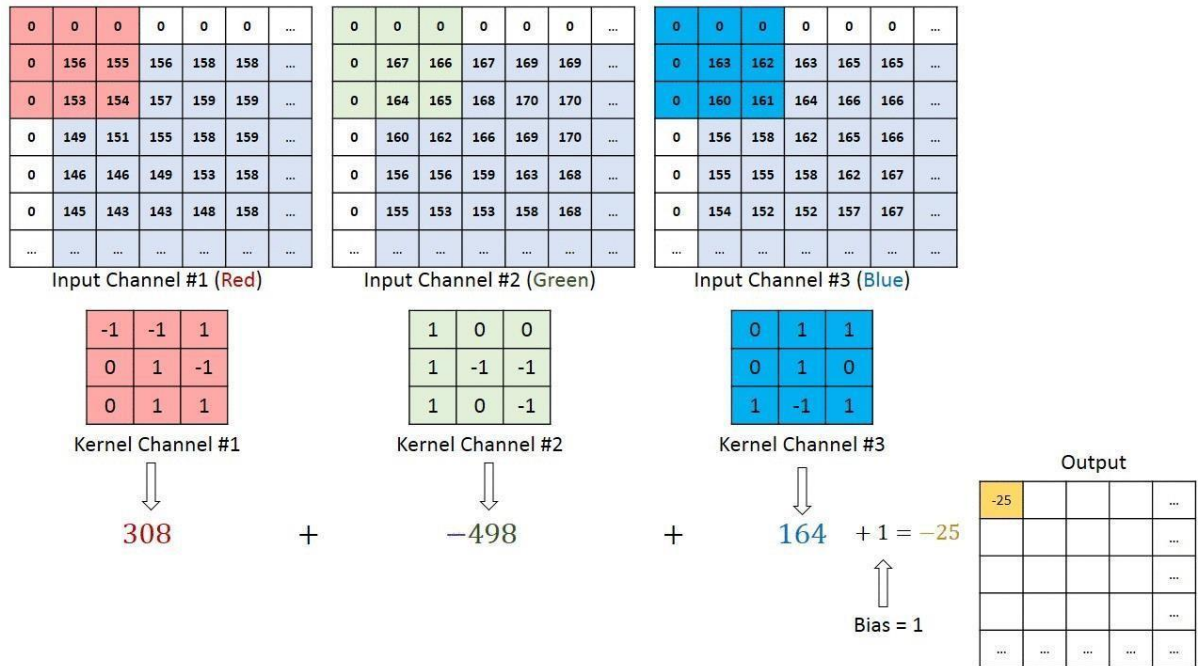 0 0 0 0 0 0 ... 0 0 0 0 0 0 ... 0 0 0 0 0 0 ...
0 156 155 156 158 158 ... 0 167 166 167 169 169 ... 0 163 162 163 165 165 ...
0 153 154 157 159 159 ... 0 164 165 168 170 170 ... 0 160 161 164 166 166 ...
0 149 151 155 158 159 ... 0 160 162 166 169 170 ... 0 156 158 162 165 166 ...
0 146 146 149 153 158 ... 0 156 156 159 163 168 ... 0 155 155 158 162 167 ...
0 145 143 143 148 158 ... 0 155 153 153 158 168 ... 0 154 152 152 157 167 ...
... ... ... ... ... ... ... ... ... ... ... ... ... ... ... ... ... ... ... ... ...
Input Channel #1 (Red) Input Channel #2 (Green) Input Channel #3 (Blue)
-1 -1 1 1 0 0 0 1 1
0 1 -1 1 -1 -1 0 1 0
0 1 1 1 0 -1 1 -1 1
Kernel Channel #1 Kernel Channel #2 Kernel Channel #3
Output
308 + −498 + 164 + 1 = −25
Bias = 1
-25 ...
...
...
...
... ... ... ... ...